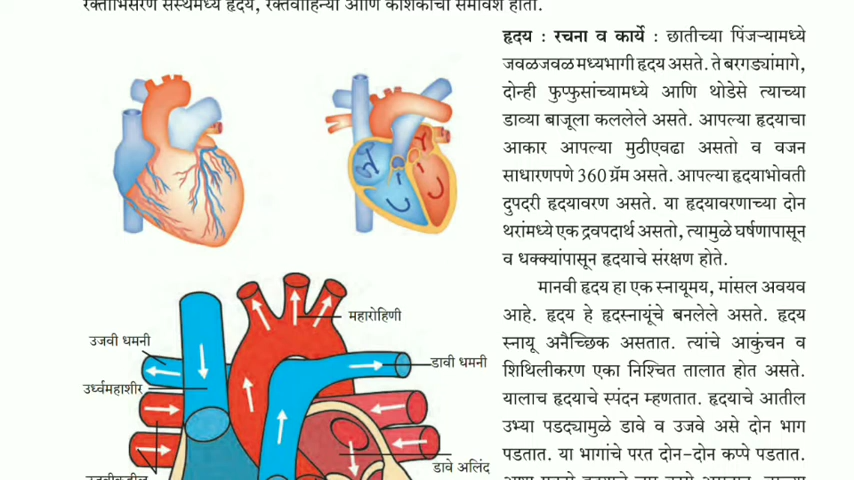 रक्ताभिसरण संस्थेमध्ये हृदय, रक्तवाहिन्या आणि केशिकांचा समावेश होतो.
हृदय : रचना व कार्ये : छातीच्या पिंजऱ्यामध्ये
जवळजवळ मध्यभागी हृदय असते. ते बरगड्यांमागे,
दोन्ही फुप्फुसांच्यामध्ये आणि थोडेसे त्याच्या
डाव्या बाजूला कललेले असते. आपल्या हृदयाचा
आकार आपल्या मुठीएवढा असतो व वजन
साधारणपणे 360 ग्रॅम असते. आपल्या हृदयाभोवती
दुपदरी हृदयावरण असते. या हृदयावरणाच्या दोन
थरांमध्ये एक द्रवपदार्थ असतो, त्यामुळे घर्षणापासून
व धक्क्यांपासून हृदयाचे संरक्षण होते.
मानवी हृदय हा एक स्नायूमय, मांसल अवयव
आहे. हृदय हे हृदस्नायूंचे बनलेले असते. हृदय
स्नायू अनैच्छिक असतात. त्यांचे आकुंचन व
शिथिलीकरण एका निश्चित तालात होत असते.
यालाच हृदयाचे स्पंदन म्हणतात. हृदयाचे आतील
उभ्या पडद्यामुळे डावे व उजवे असे दोन भाग
पडतात. या भागांचे परत दोन-दोन कप्पे पडतात.
महारोहिणी
उजवी धमनी
डावी धमनी
उर्ध्वमहाशीर
डावे अलिंद